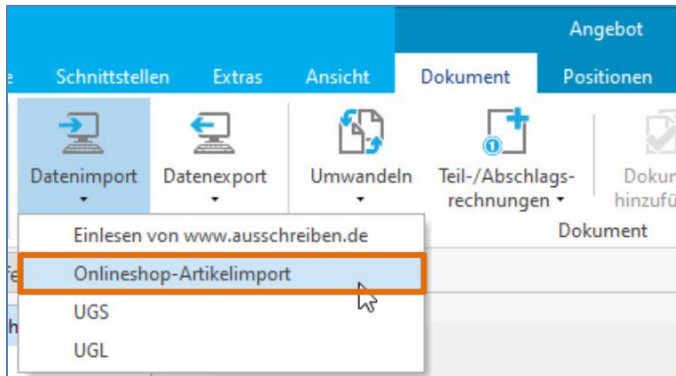 Angebot
Schnittstellen Extras Ansicht Dokument Positionen
Datenimport Datenexport Umwandeln Teil-/Abschlags-
rechnungen
Dokument
Einlesen von www.ausschreiben.de
Onlineshop-Artikelimport
UGS
UGL